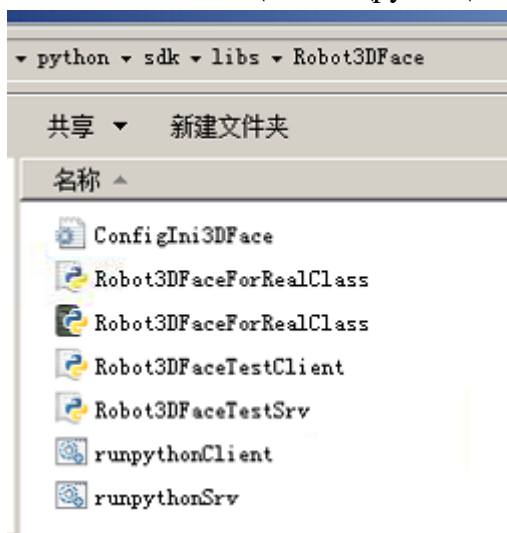 python sdk libs Robot3DFace
共享 新建文件夹
名称
ConfigIni3DFace
Robot3DFaceForRealClass
Robot3DFaceForRealClass
Robot3DFaceTestClient
Robot3DFaceTestSrv
runpythonClient
runpythonSrv